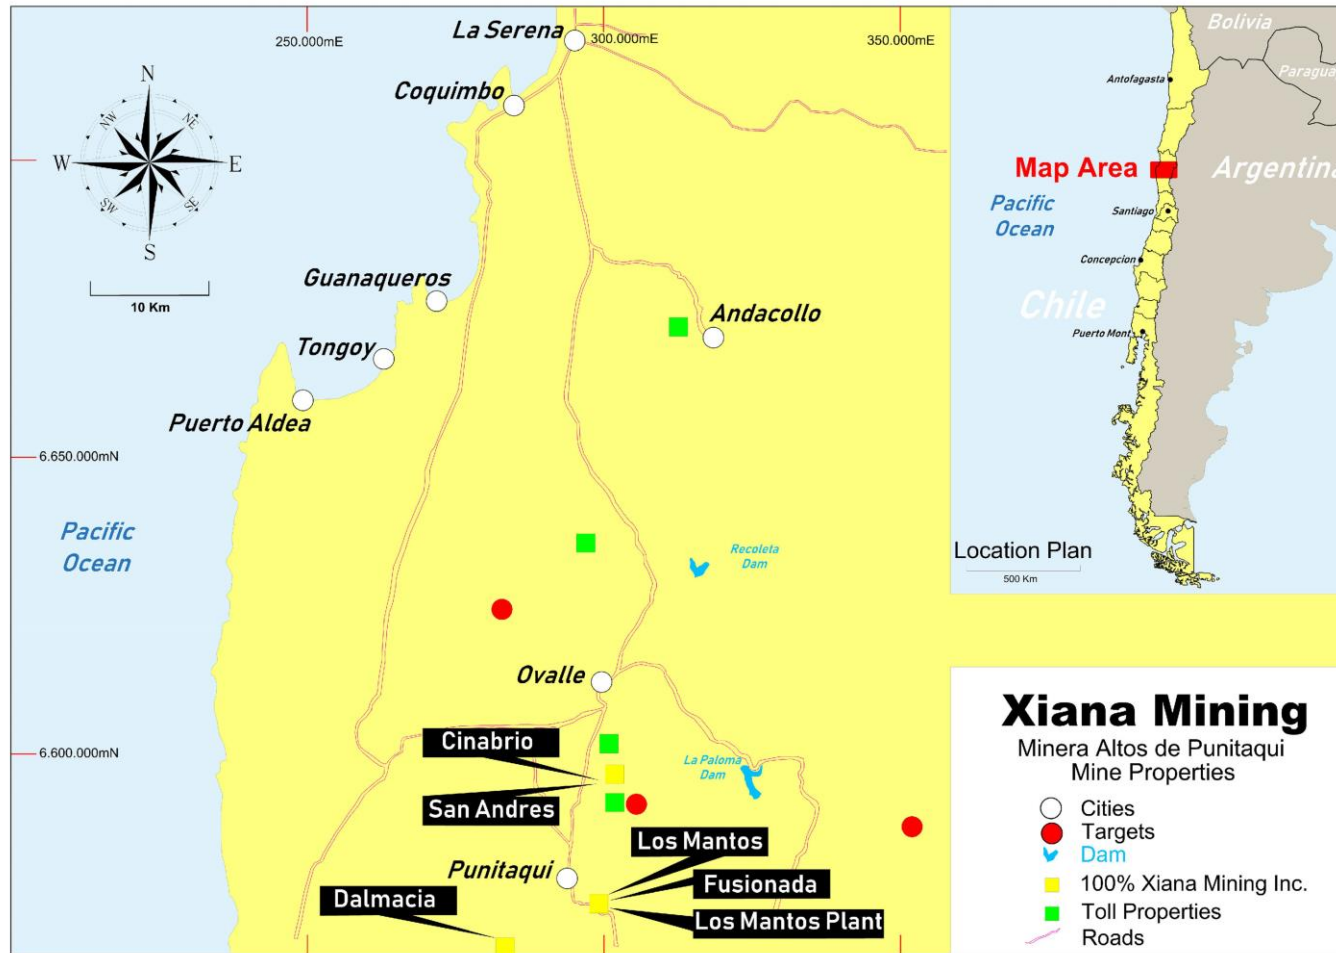 250.000mE
300.000mE
350.000mE
La Serena
Coquimbo
N
NW
NE
W
E
SW
SE
S
10 Km
Guanaqueros
Tongoy
Puerto Aldea
Andacollo
6.650.000mN
Pacific
Ocean
Recoleta
Dam
Ovalle
6.600.000mN
Cinabrio
San Andres
La Paloma
Dam
Los Mantos
Punitaqui
Fusionada
Dalmacia
Los Mantos Plant
Bolivia
Paragua
Antofagasta
Map Area
Argentina
Pacific
Ocean
Santiago
Concepcion
Chile
Puerto Mont
Location Plan
500 Km
Xiana Mining
Minera Altos de Punitaqui
Mine Properties
Cities
Targets
Dam
100% Xiana Mining Inc.
Toll Properties
Roads